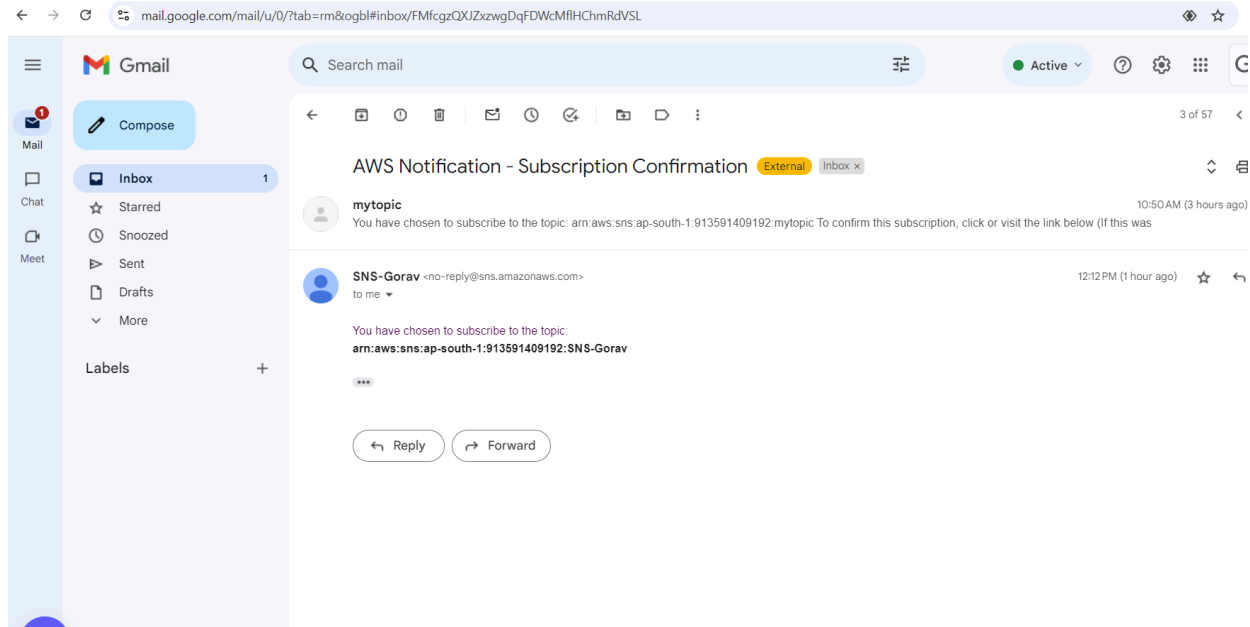 mail.google.com/mail/u/0/?tab=rm&ogbl#inbox/FMfcgzQXJZxzwgDqFDWcMflHChmRdVSL
Gmail
Search mail
Active
1
Mail
Compose
3 of 57
Chat
Meet
Inbox 1
Starred
Snoozed
Sent
Drafts
More
Labels
AWS Notification - Subscription Confirmation External Inbox ×
mytopic 10:50 AM (3 hours ago)
You have chosen to subscribe to the topic: arn:aws:sns:ap-south-1:913591409192:mytopic To confirm this subscription, click or visit the link below (If this was
SNS-Gorav <no-reply@sns.amazonaws.com> 12:12 PM (1 hour ago)
to me
You have chosen to subscribe to the topic:
arn:aws:sns:ap-south-1:913591409192:SNS-Gorav
Reply Forward